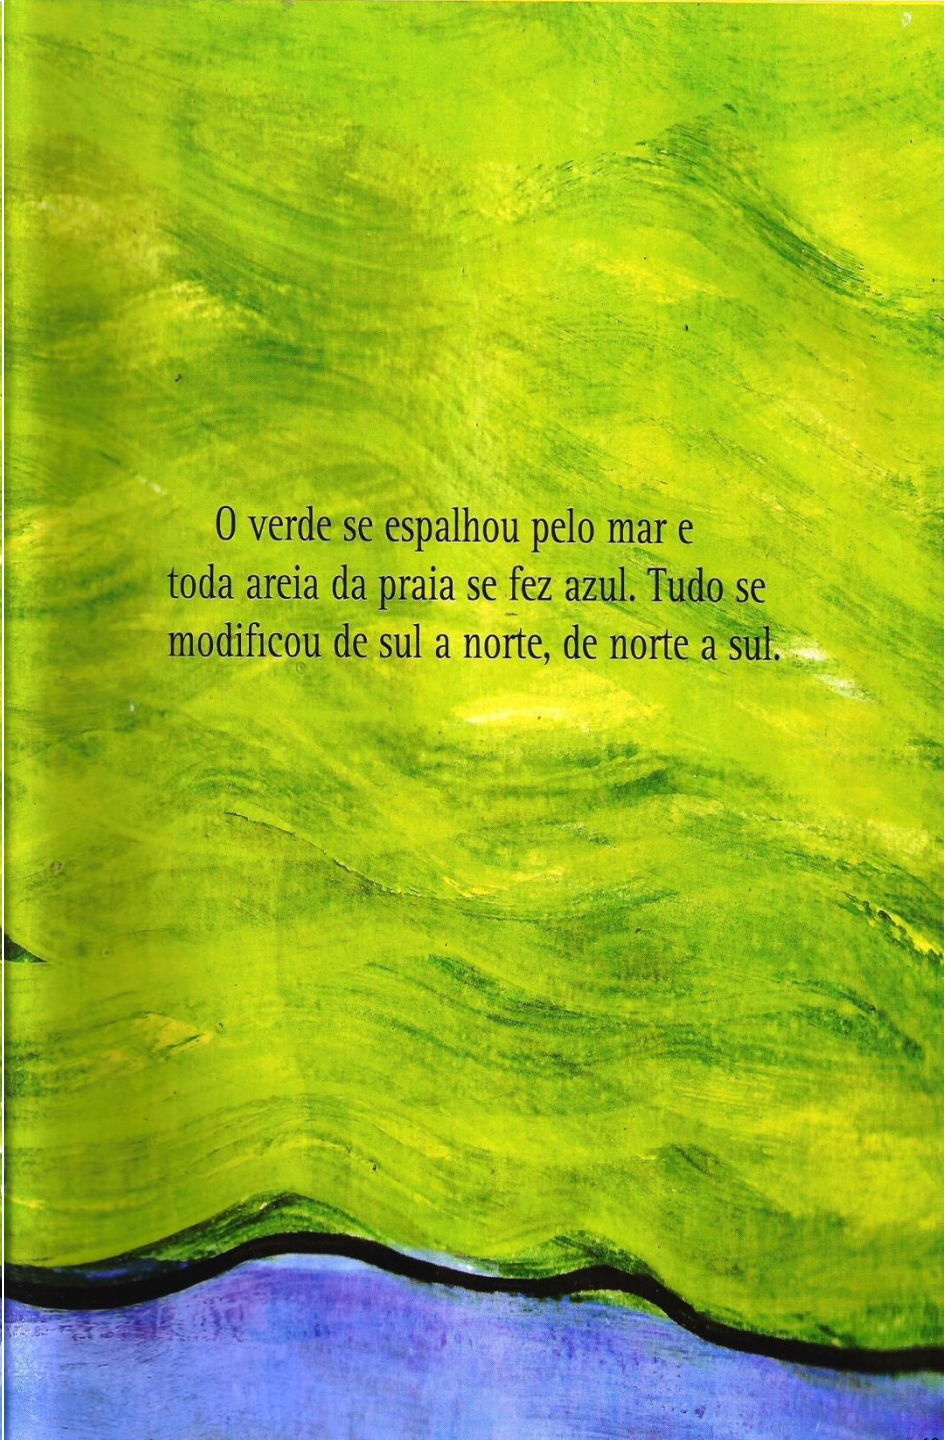 O verde se espalhou pelo mar e
toda areia da praia se fez azul. Tudo se
modificou de sul a norte, de norte a sul.